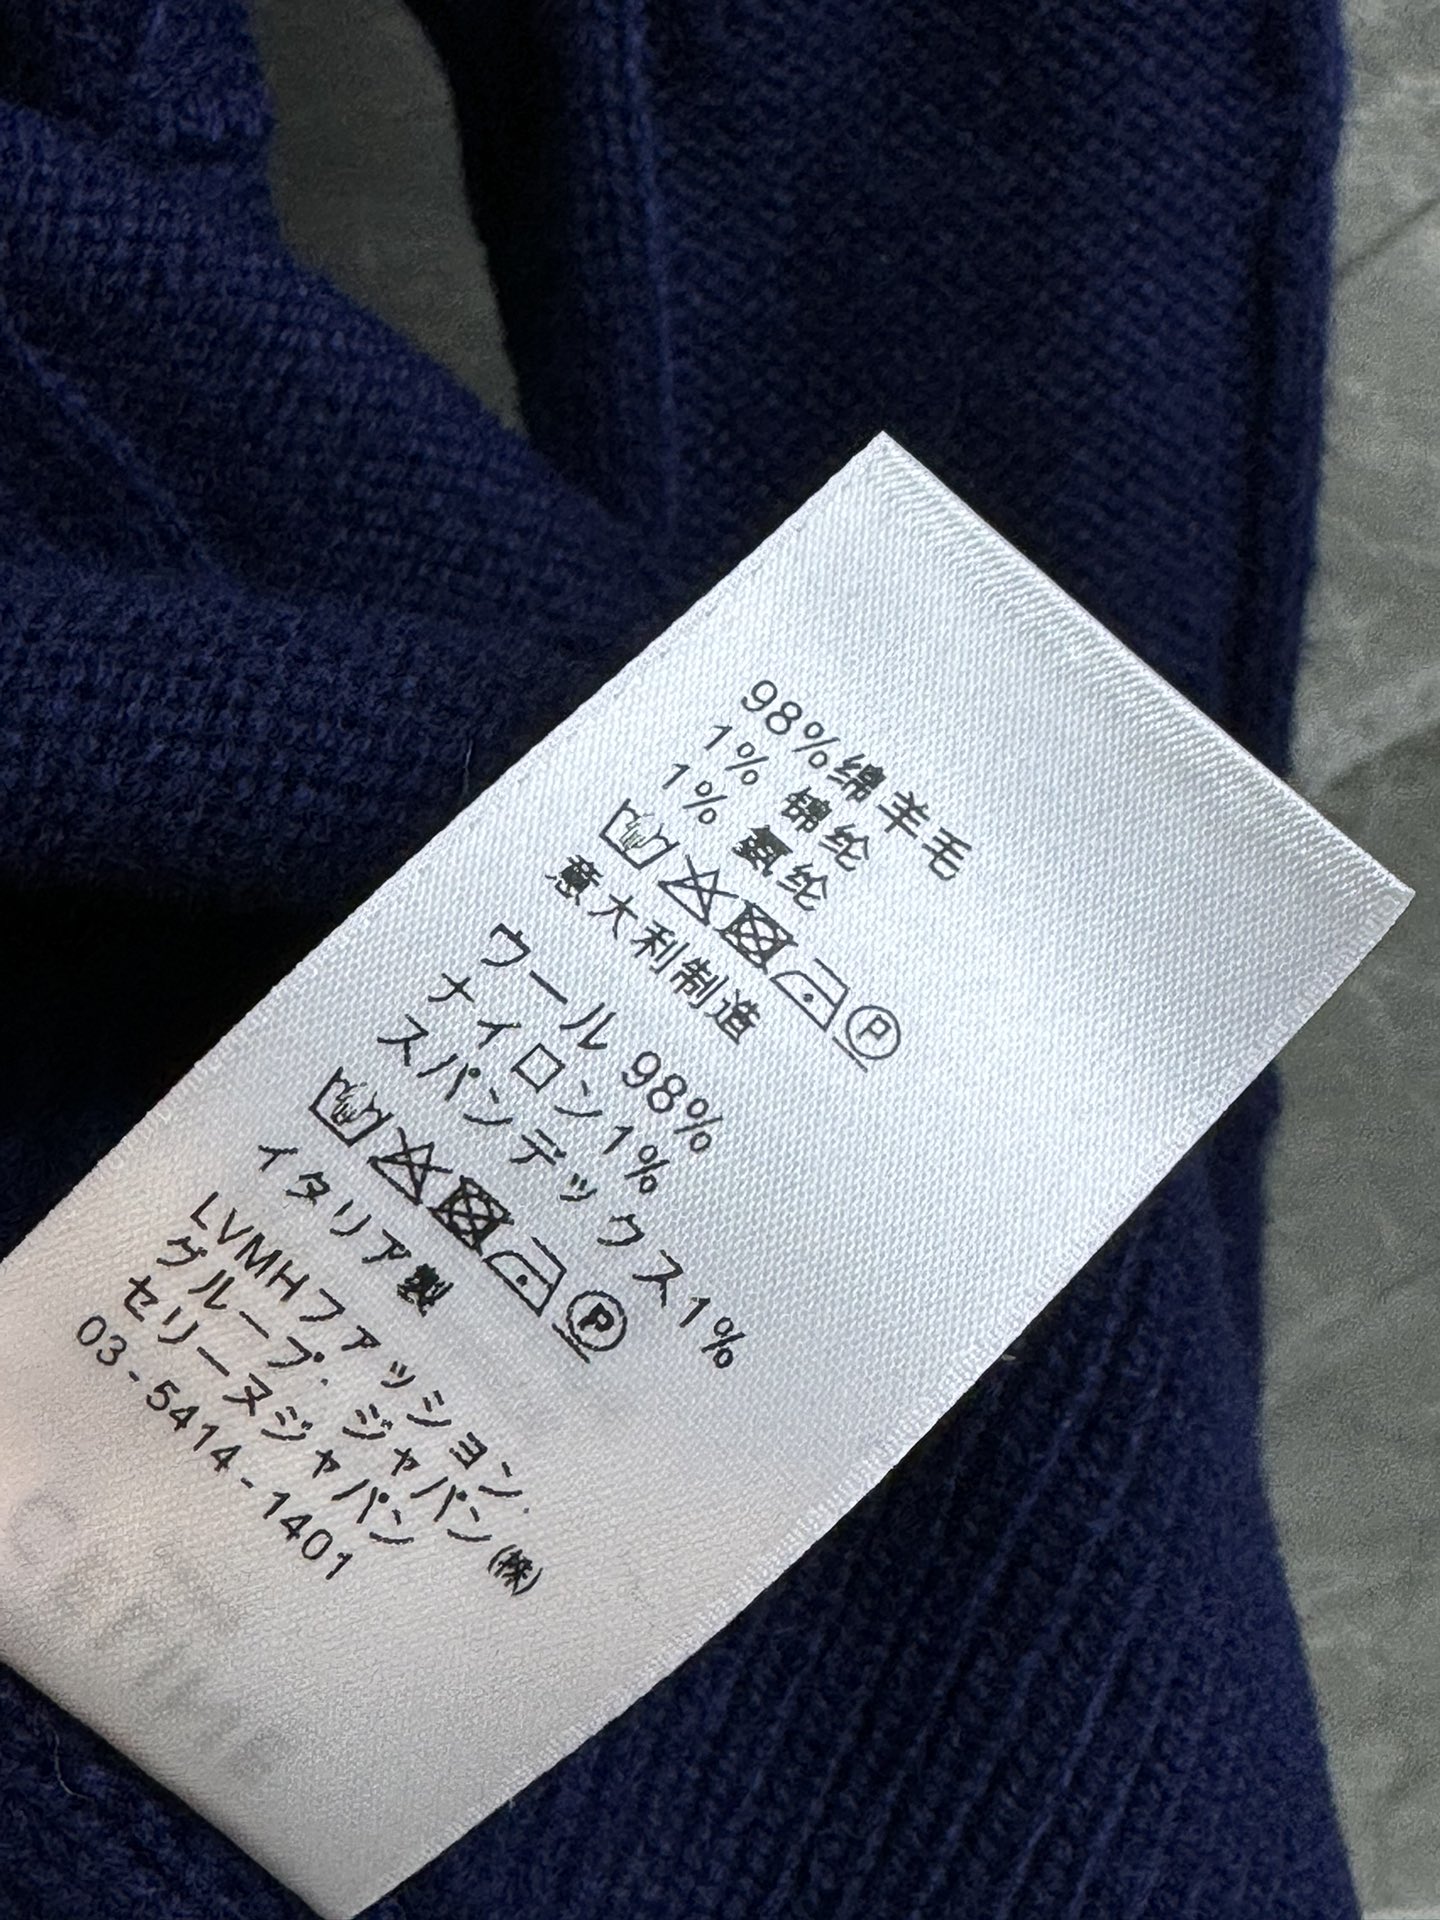 98%绵羊毛
1% 锦纶
1% 氨纶
意大利制造
ウール 98%
ナイロン1%
スパンデックス1%
イタリア製
LVMHファッション.
グループ. ジャパン(株)
セリーヌジャパン
03-5414-1401